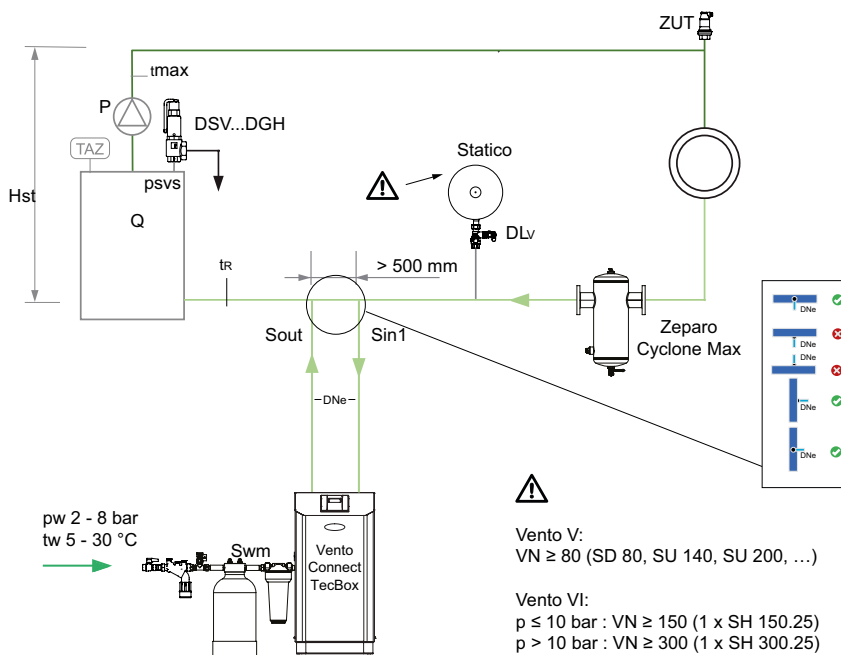 ZUT
tmax
P
DSV...DGH
TAZ
Statico
psvs
Hst
Q
DLV
tR
> 500 mm
DNe
Zeparo
Cyclone Max
Sout
Sin1
DNe
DNe
DNe
DNe
DNe
pw 2 - 8 bar
tw 5 - 30 °C
Swm
Vento
Connect
TecBox
Vento V:
VN ≥ 80 (SD 80, SU 140, SU 200, …)
Vento VI:
p ≤ 10 bar : VN ≥ 150 (1 x SH 150.25)
p > 10 bar : VN ≥ 300 (1 x SH 300.25)